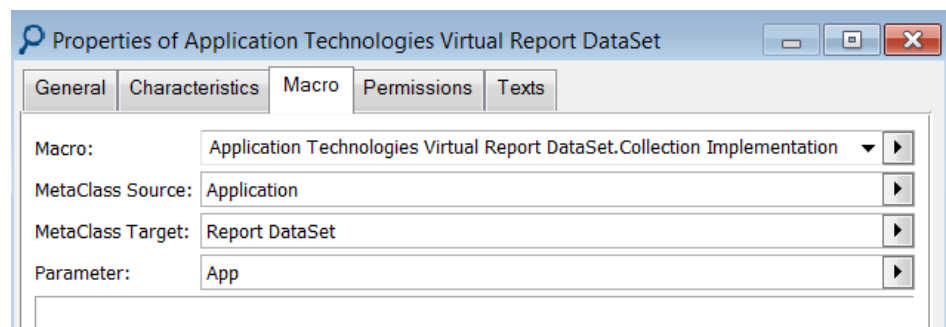 Properties of Application Technologies Virtual Report DataSet
General Characteristics Macro Permissions Texts
Macro: Application Technologies Virtual Report DataSet.Collection Implementation
MetaClass Source: Application
MetaClass Target: Report DataSet
Parameter: App